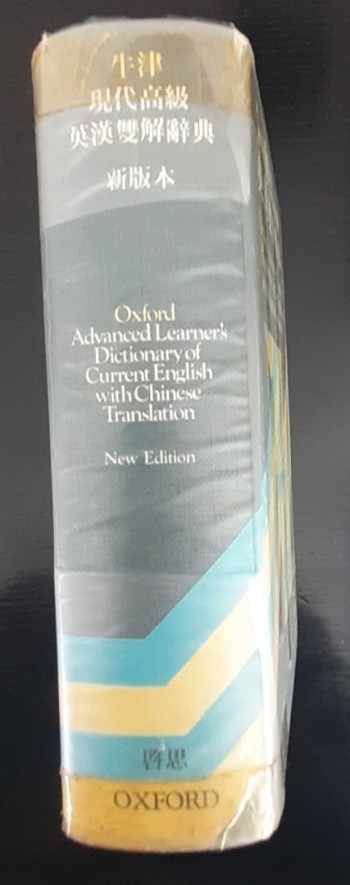 牛津
現代高級
英漢雙解辭典
新版本
Oxford
Advanced Learner's
Dictionary of
Current English
with Chinese
Translation
New Edition
啓思
OXFORD